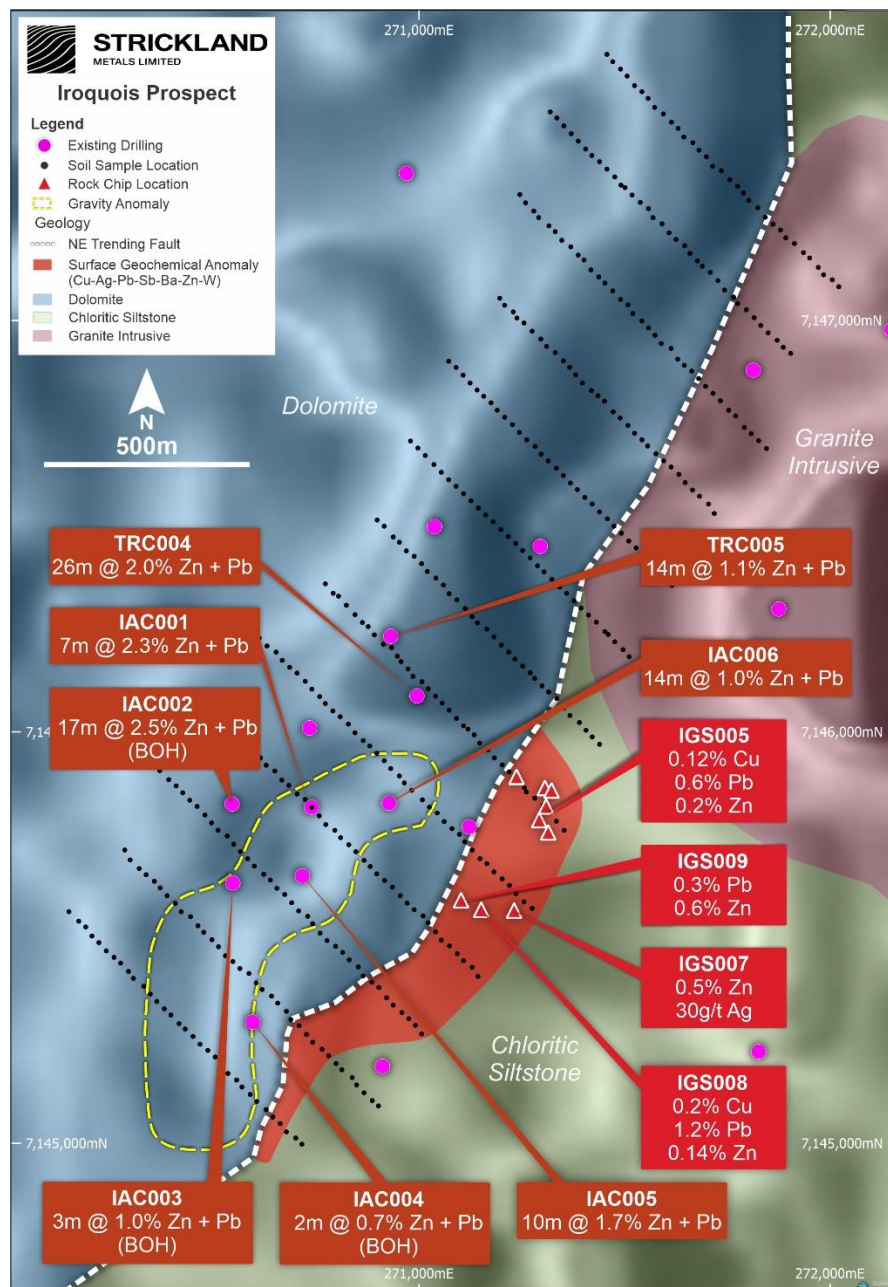 STRICKLAND
METALS LIMITED
Iroquois Prospect
Legend
Existing Drilling
Soil Sample Location
Rock Chip Location
Gravity Anomaly
Geology
NE Trending Fault
Surface Geochemical Anomaly
(Cu-Ag-Pb-Sb-Ba-Zn-W)
Dolomite
Chloritic Siltstone
Granite Intrusive
271,000mE
272,000mE
7,147,000mN
N
500m
Dolomite
Granite
Intrusive
TRC004
26m @ 2.0% Zn + Pb
TRC005
14m @ 1.1% Zn + Pb
IAC001
7m @ 2.3% Zn + Pb
IAC006
14m @ 1.0% Zn + Pb
IAC002
17m @ 2.5% Zn + Pb
(BOH)
7,146,000mN
IGS005
0.12% Cu
0.6% Pb
0.2% Zn
IGS009
0.3% Pb
0.6% Zn
IGS007
0.5% Zn
30g/t Ag
Chloritic
Siltstone
IGS008
0.2% Cu
1.2% Pb
0.14% Zn
7,145,000mN
7,145,000mN
IAC003
3m @ 1.0% Zn + Pb
(BOH)
IAC004
2m @ 0.7% Zn + Pb
(BOH)
IAC005
10m @ 1.7% Zn + Pb
271,000mE
272,000mE